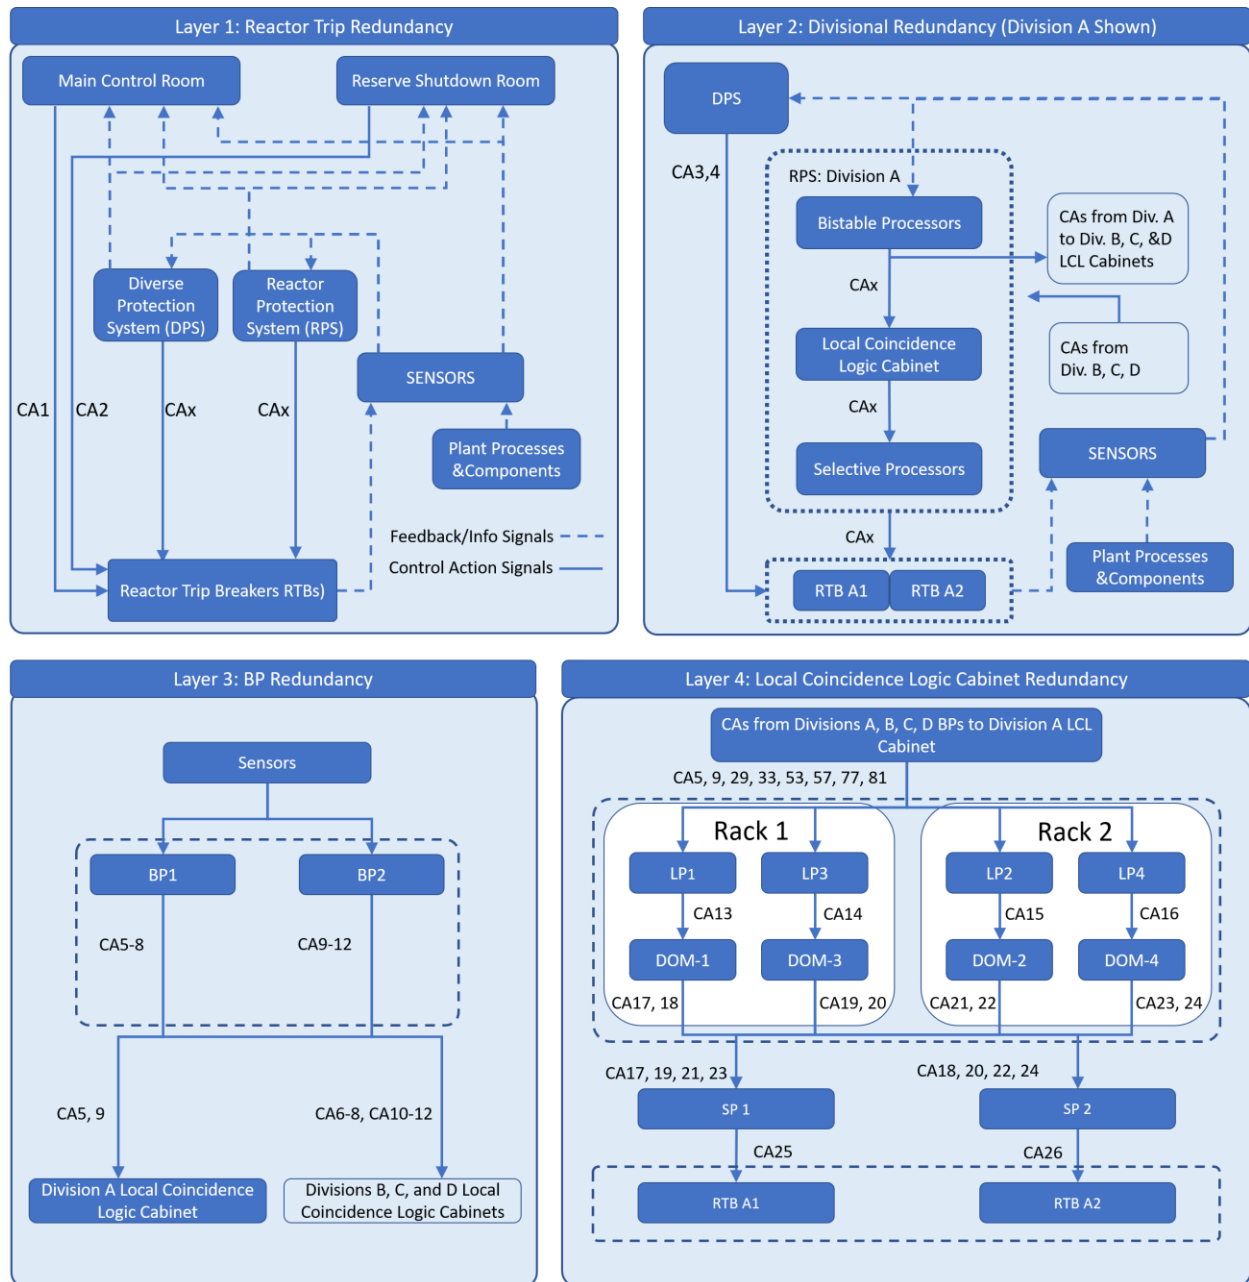 Layer 1: Reactor Trip Redundancy
Main Control Room
Reserve Shutdown Room
Diverse
Protection
System (DPS)
Reactor
Protection
System (RPS)
SENSORS
CA1
CA2
CAx
CAx
Plant Processes
&Components
Feedback/Info Signals
Control Action Signals
Reactor Trip Breakers RTBs)
Layer 2: Divisional Redundancy (Division A Shown)
DPS
CA3,4
RPS: Division A
Bistable Processors
CAs from Div. A
to Div. B, C, &D
LCL Cabinets
CAx
Local Coincidence
Logic Cabinet
CAs from
Div. B, C, D
CAx
Selective Processors
SENSORS
CAx
Plant Processes
&Components
RTB A1
RTB A2
Layer 3: BP Redundancy
Sensors
BP1
BP2
CA5-8
CA9-12
CA5, 9
CA6-8, CA10-12
Division A Local Coincidence
Logic Cabinet
Divisions B, C, and D Local
Coincidence Logic Cabinets
Layer 4: Local Coincidence Logic Cabinet Redundancy
CAs from Divisions A, B, C, D BPs to Division A LCL
Cabinet
CA5, 9, 29, 33, 53, 57, 77, 81
Rack 1
Rack 2
LP1
LP3
LP2
LP4
CA13
CA14
CA15
CA16
DOM-1
DOM-3
DOM-2
DOM-4
CA17, 18
CA19, 20
CA21, 22
CA23, 24
CA17, 19, 21, 23
CA18, 20, 22, 24
SP 1
SP 2
CA25
CA26
RTB A1
RTB A2